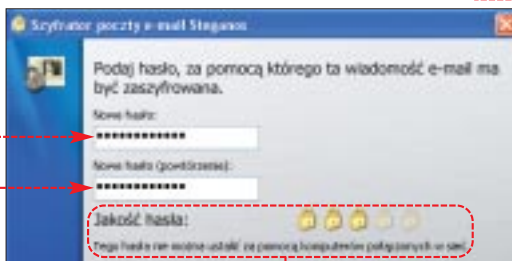 Szyfrator poczty e-mail Steganos
Podaj hasło, za pomocą którego ta wiadomość e-mail ma
być zaszyfrowana.
Nowe hasło:
Nowe hasło (powtórzenie):
Jakość hasła:
Tego hasła nie można ustalić za pomocą komputerów połączonych w sieć.